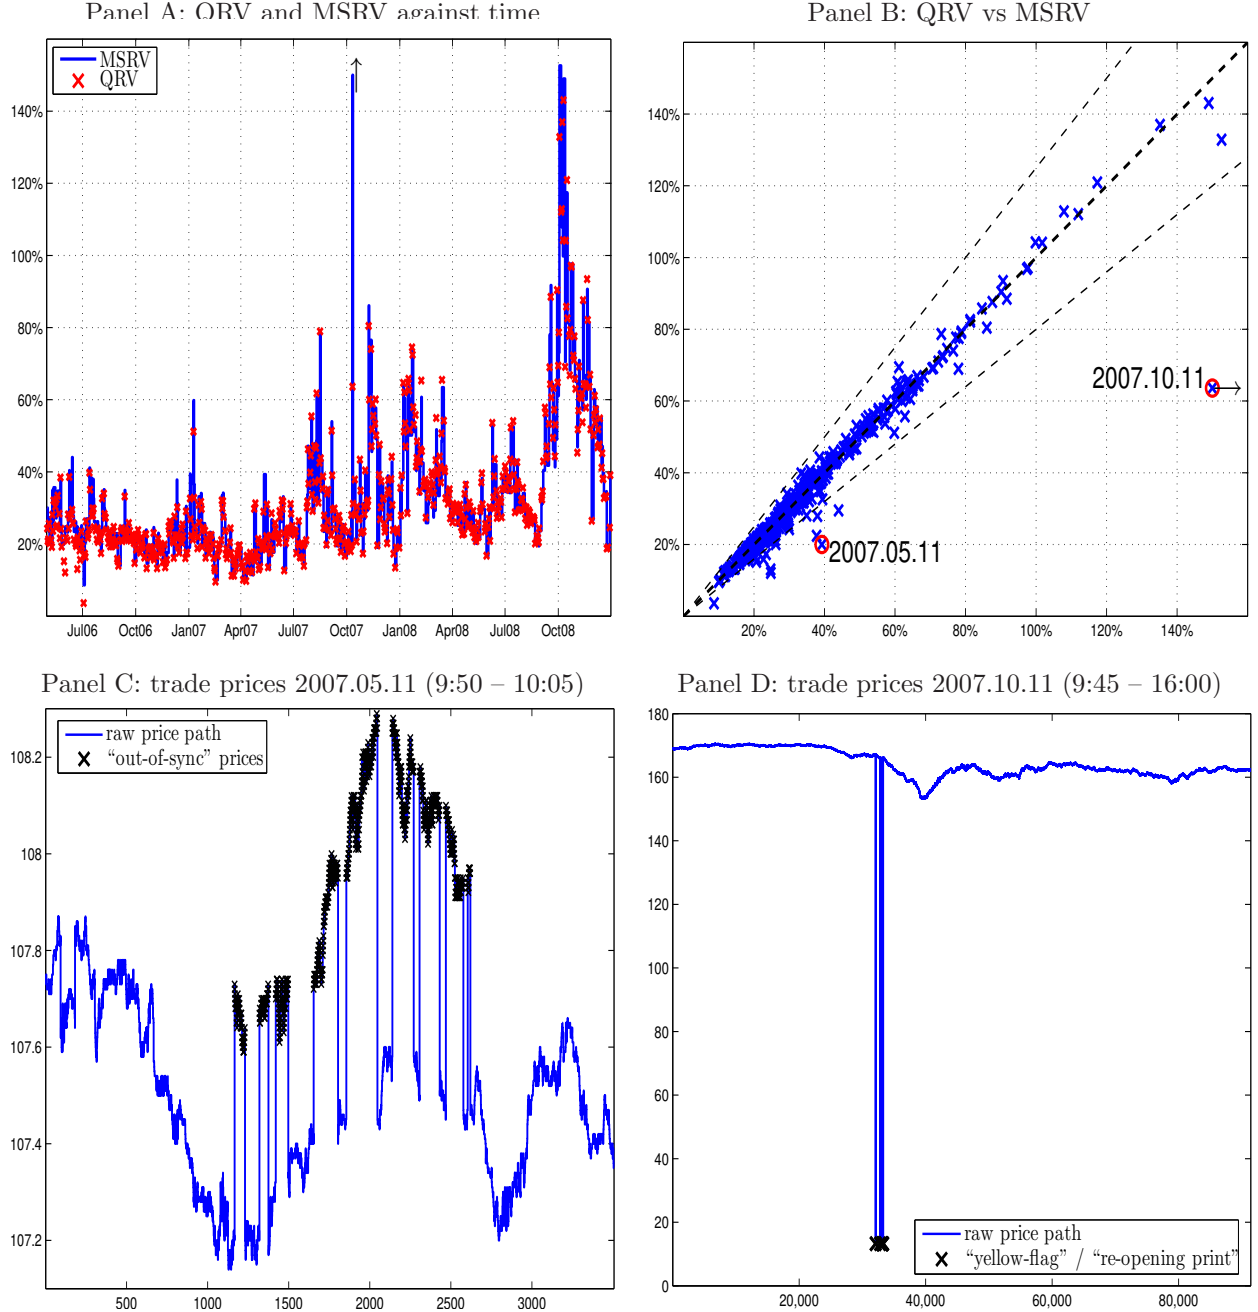 Panel A: QRV and MSRV against time
MSRV
QRV
140%
120%
100%
80%
60%
40%
20%
Jul06 Oct06 Jan07 Apr07 Jul07 Oct07 Jan08 Apr08 Jul08 Oct08
Panel B: QRV vs MSRV
140%
120%
100%
80%
60%
40%
20%
2007.10.11
2007.05.11
20% 40% 60% 80% 100% 120% 140%
Panel C: trade prices 2007.05.11 (9:50 – 10:05)
raw price path
“out-of-sync” prices
108.2
108
107.8
107.6
107.4
107.2
500 1000 1500 2000 2500 3000
Panel D: trade prices 2007.10.11 (9:45 – 16:00)
180
160
140
120
100
80
60
40
20
0
raw price path
“yellow-flag” / “re-opening print”
20,000 40,000 60,000 80,000